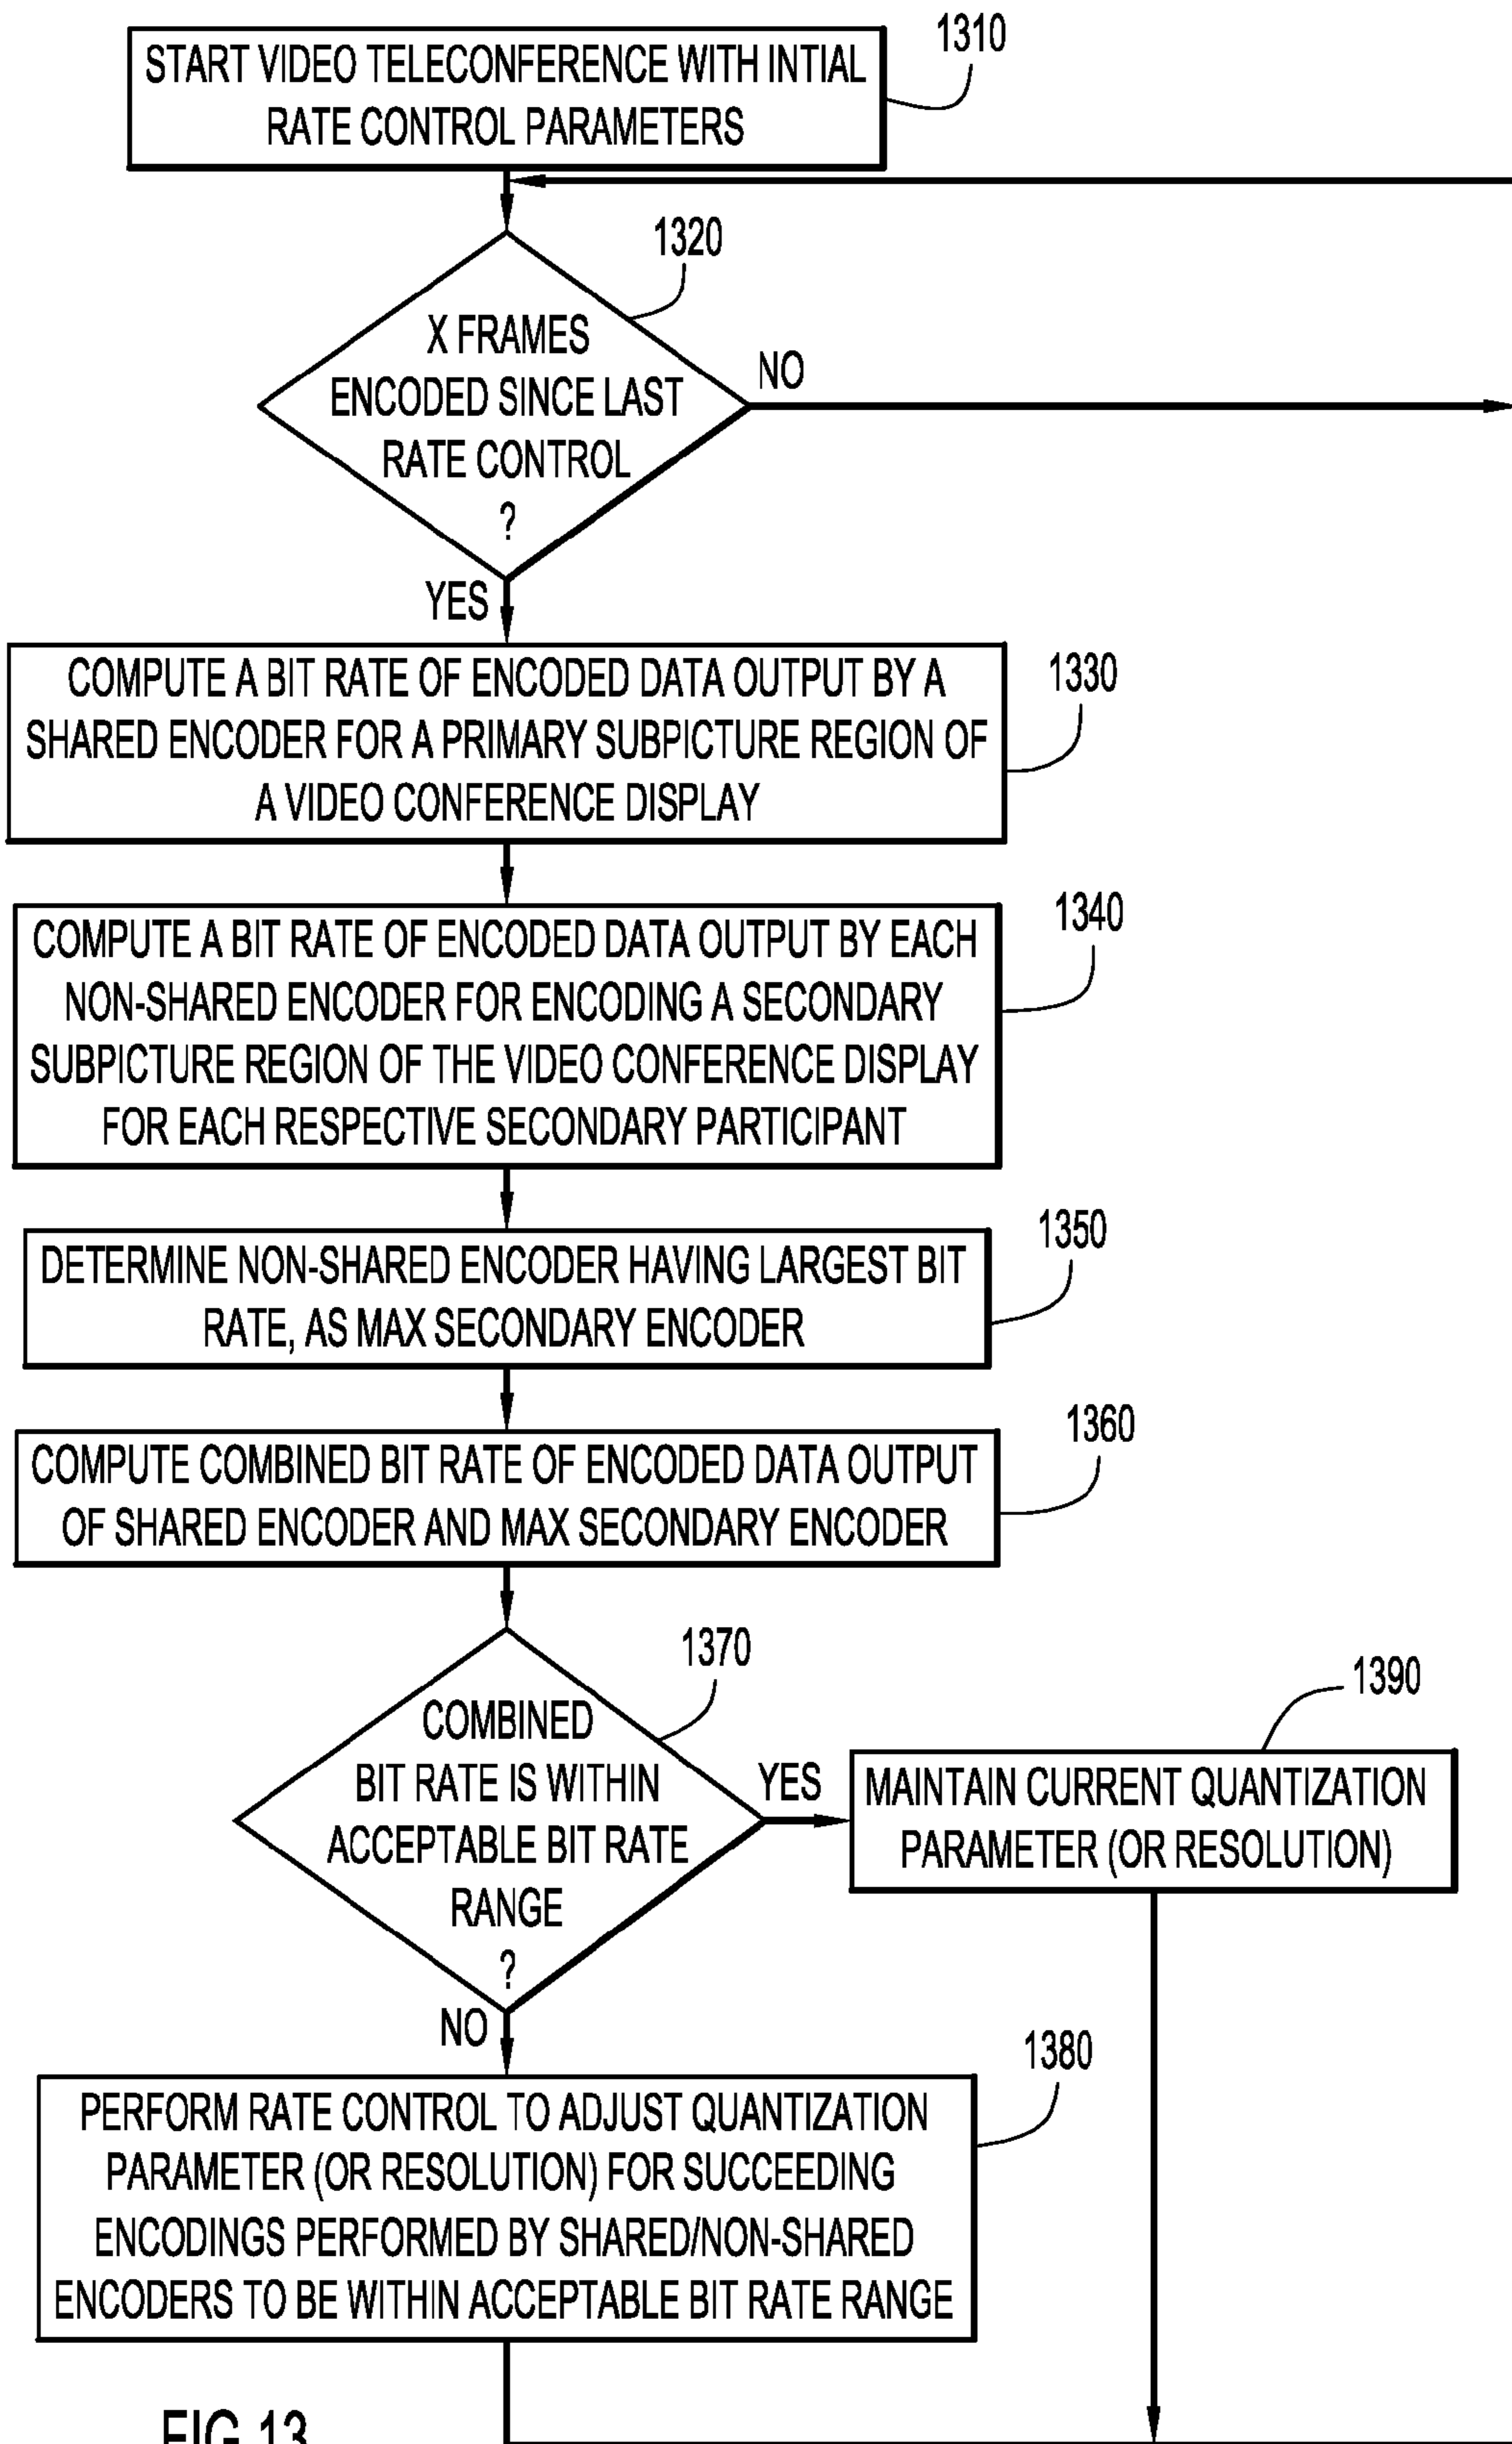 1310
START VIDEO TELECONFERENCE WITH INTIAL
RATE CONTROL PARAMETERS
1320
X FRAMES
ENCODED SINCE LAST
RATE CONTROL
?
NO
YES
COMPUTE A BIT RATE OF ENCODED DATA OUTPUT BY A
SHARED ENCODER FOR A PRIMARY SUBPICTURE REGION OF
A VIDEO CONFERENCE DISPLAY
1330
COMPUTE A BIT RATE OF ENCODED DATA OUTPUT BY EACH
NON-SHARED ENCODER FOR ENCODING A SECONDARY
SUBPICTURE REGION OF THE VIDEO CONFERENCE DISPLAY
FOR EACH RESPECTIVE SECONDARY PARTICIPANT
1340
DETERMINE NON-SHARED ENCODER HAVING LARGEST BIT
RATE, AS MAX SECONDARY ENCODER
1350
COMPUTE COMBINED BIT RATE OF ENCODED DATA OUTPUT
OF SHARED ENCODER AND MAX SECONDARY ENCODER
1360
COMBINED
BIT RATE IS WITHIN
ACCEPTABLE BIT RATE
RANGE
?
1370
YES
MAINTAIN CURRENT QUANTIZATION
PARAMETER (OR RESOLUTION)
1390
NO
PERFORM RATE CONTROL TO ADJUST QUANTIZATION
PARAMETER (OR RESOLUTION) FOR SUCCEEDING
ENCODINGS PERFORMED BY SHARED/NON-SHARED
ENCODERS TO BE WITHIN ACCEPTABLE BIT RATE RANGE
1380
FIG.13